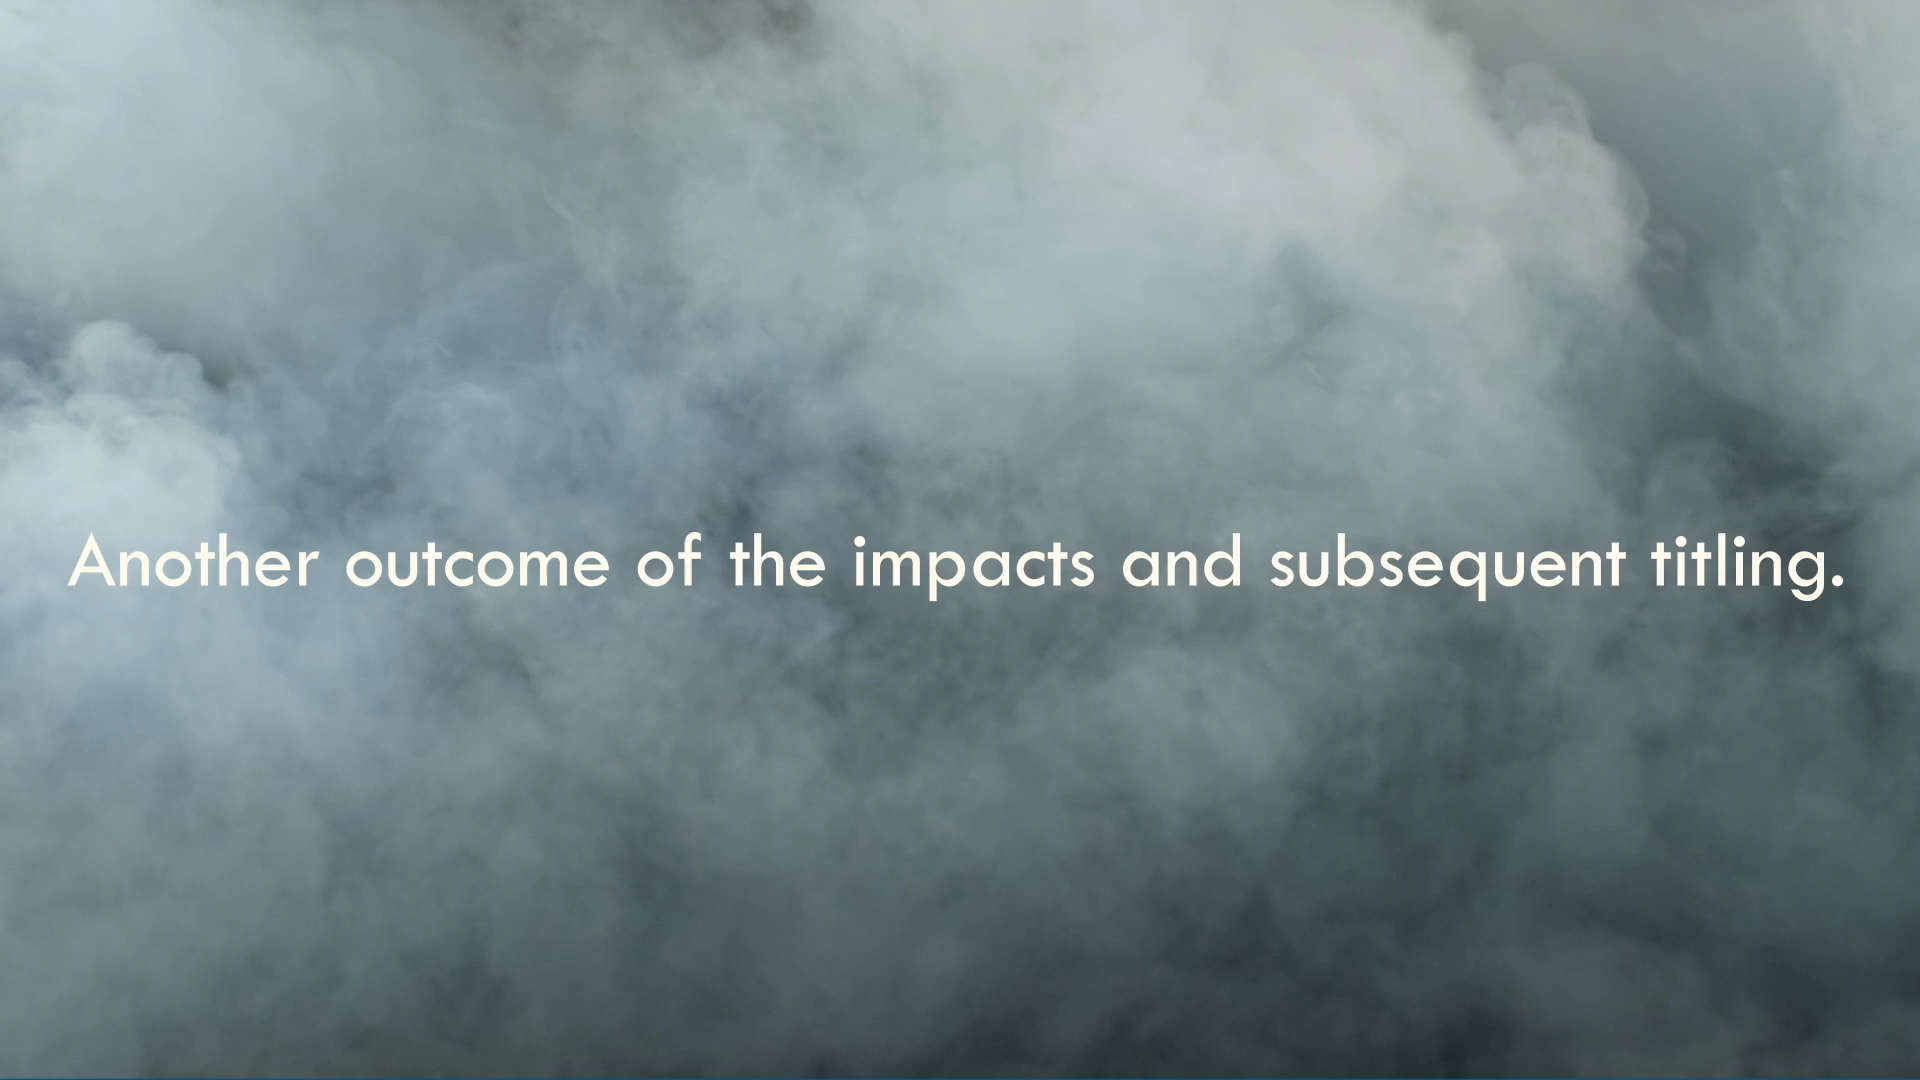 Another outcome of the impacts and subsequent titling.